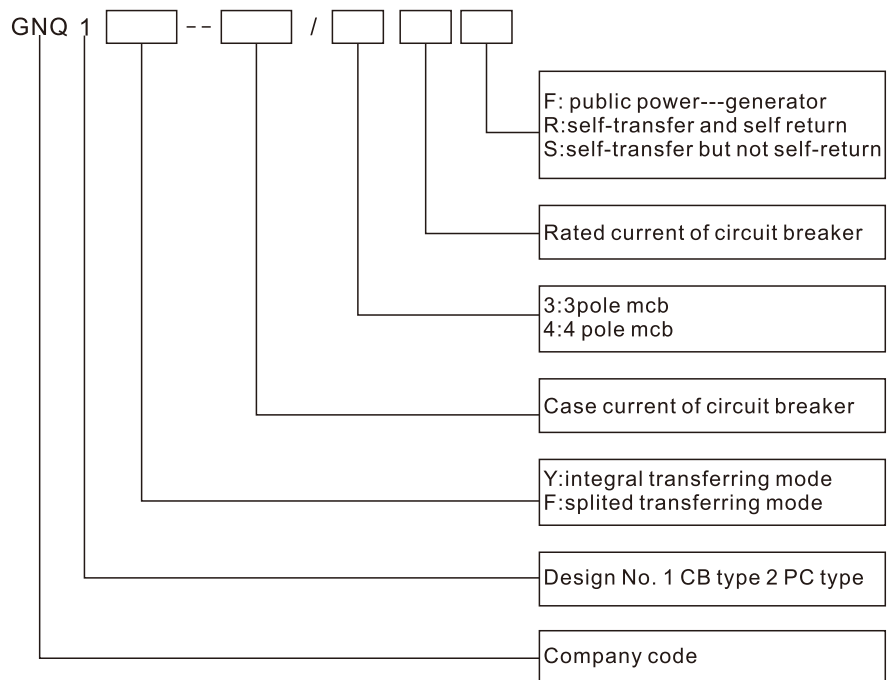 GNQ 1 -- /
F: public power---generator
R:self-transfer and self return
S:self-transfer but not self-return
Rated current of circuit breaker
3:3pole mcb
4:4 pole mcb
Case current of circuit breaker
Y:integral transferring mode
F:splited transferring mode
Design No. 1 CB type 2 PC type
Company code